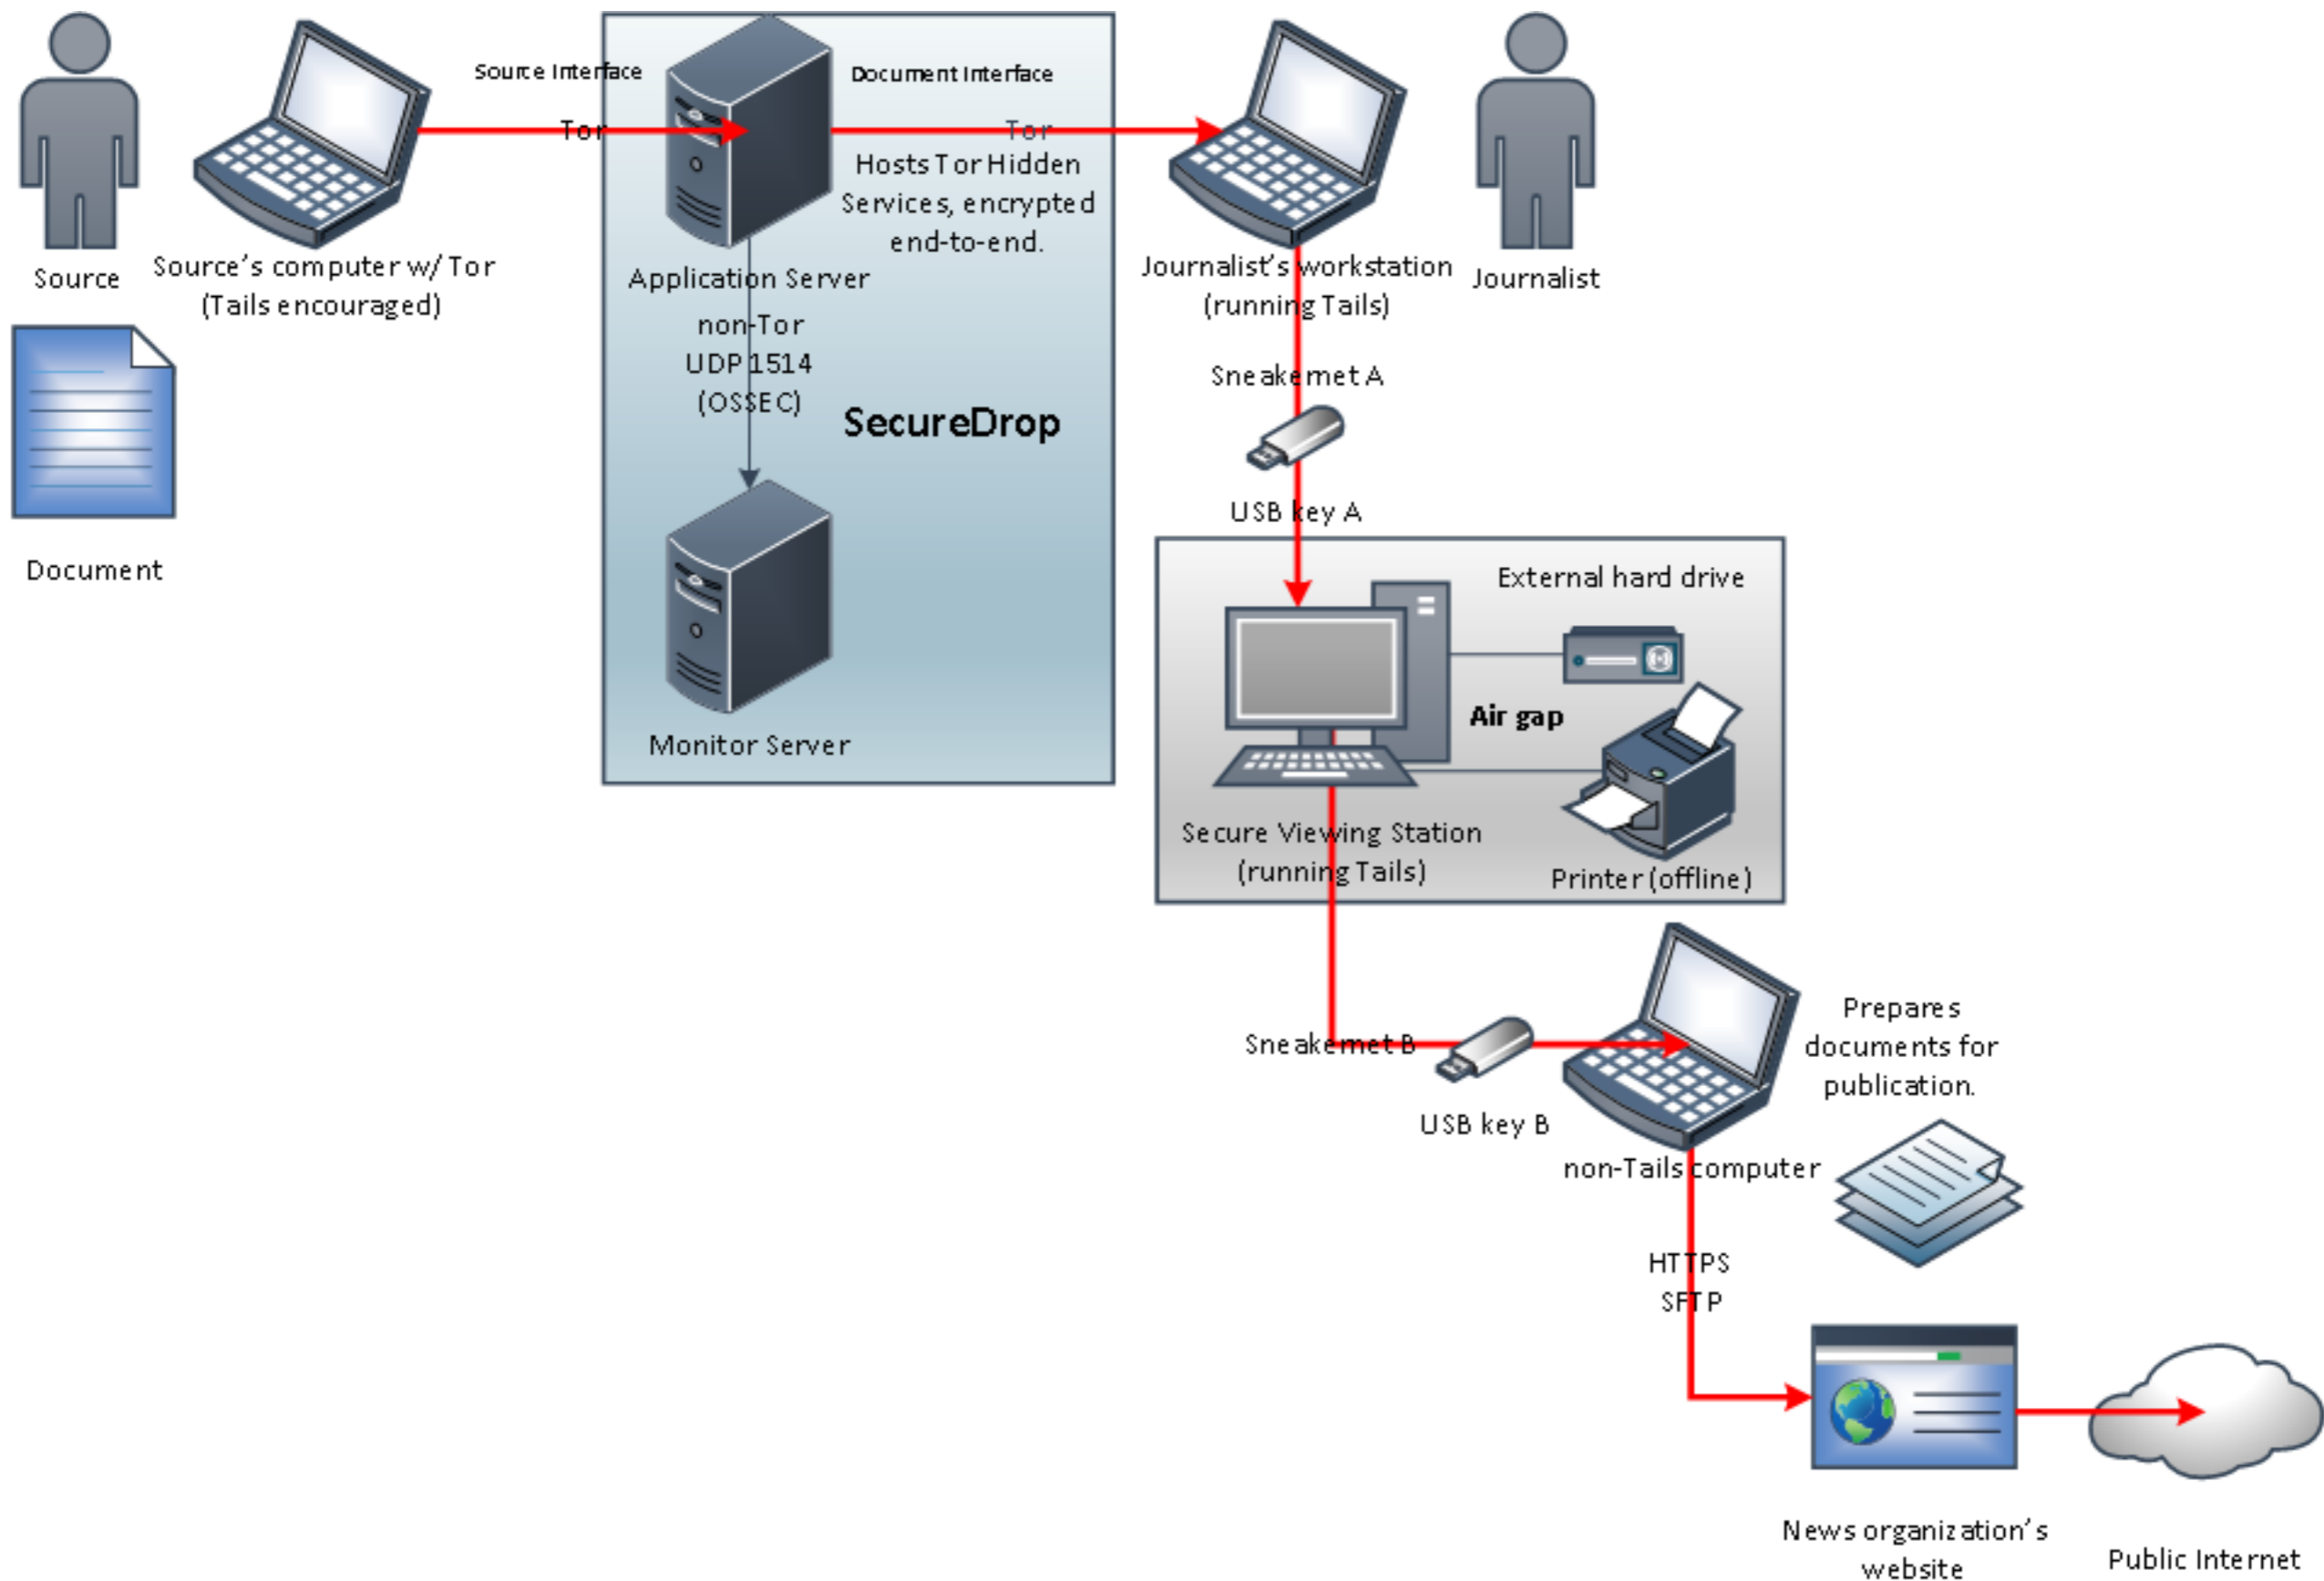 Source Interface
Document Interface
Tor
Tor
Hosts Tor Hidden
Services, encrypted
end-to-end.
Source
Source's computer w/ Tor
(Tails encouraged)
Application Server
Journalist's workstation
(running Tails)
Journalist
non-Tor
UDP 1514
(OSSEC)
SecureDrop
Sneakernet A
USB key A
Document
Monitor Server
External hard drive
Air gap
Secure Viewing Station
(running Tails)
Printer (offline)
Sneakernet B
USB key B
Prepares
documents for
publication.
non-Tails computer
HTTPS
SFTP
News organization's
website
Public Internet